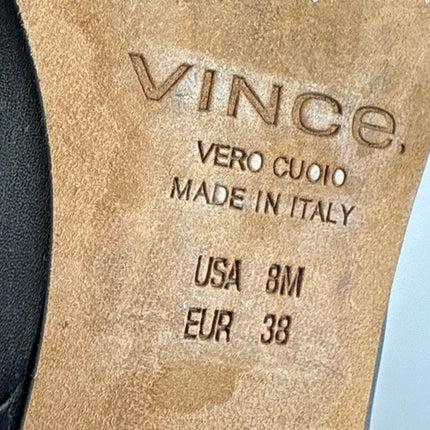 VINCe.
VERO CUOIO
MADE IN ITALY
USA 8M
EUR 38